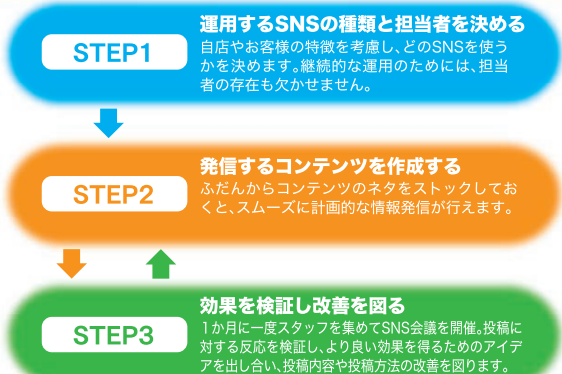 運用するSNSの種類と担当者を決める
STEP1
自店やお客様の特徴を考慮し、どのSNSを使う
かを決めます。継続的な運用のためには、担当
者の存在も欠かせません。
発信するコンテンツを作成する
STEP2
ふだんからコンテンツのネタをストックしてお
くと、スムーズに計画的な情報発信が行えます。
効果を検証し改善を図る
STEP3
1か月に一度スタッフを集めてSNS会議を開催。投稿に
対する反応を検証し、より良い効果を得るためのアイデ
アを出し合い、投稿内容や投稿方法の改善を図ります。